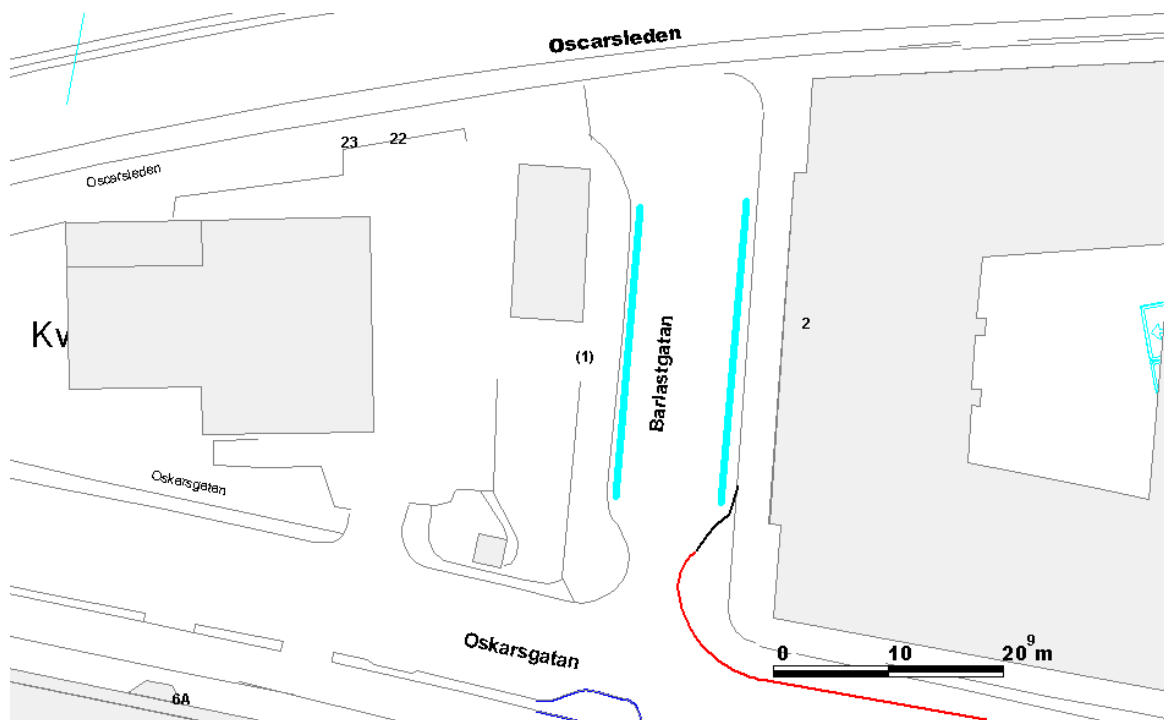 Oscarsleden
23 22
Oscarsleden
Kv
2
(1)
Barlastgatan
Oskarsgatan
Oskarsgatan
0 10 20 m
9
6A